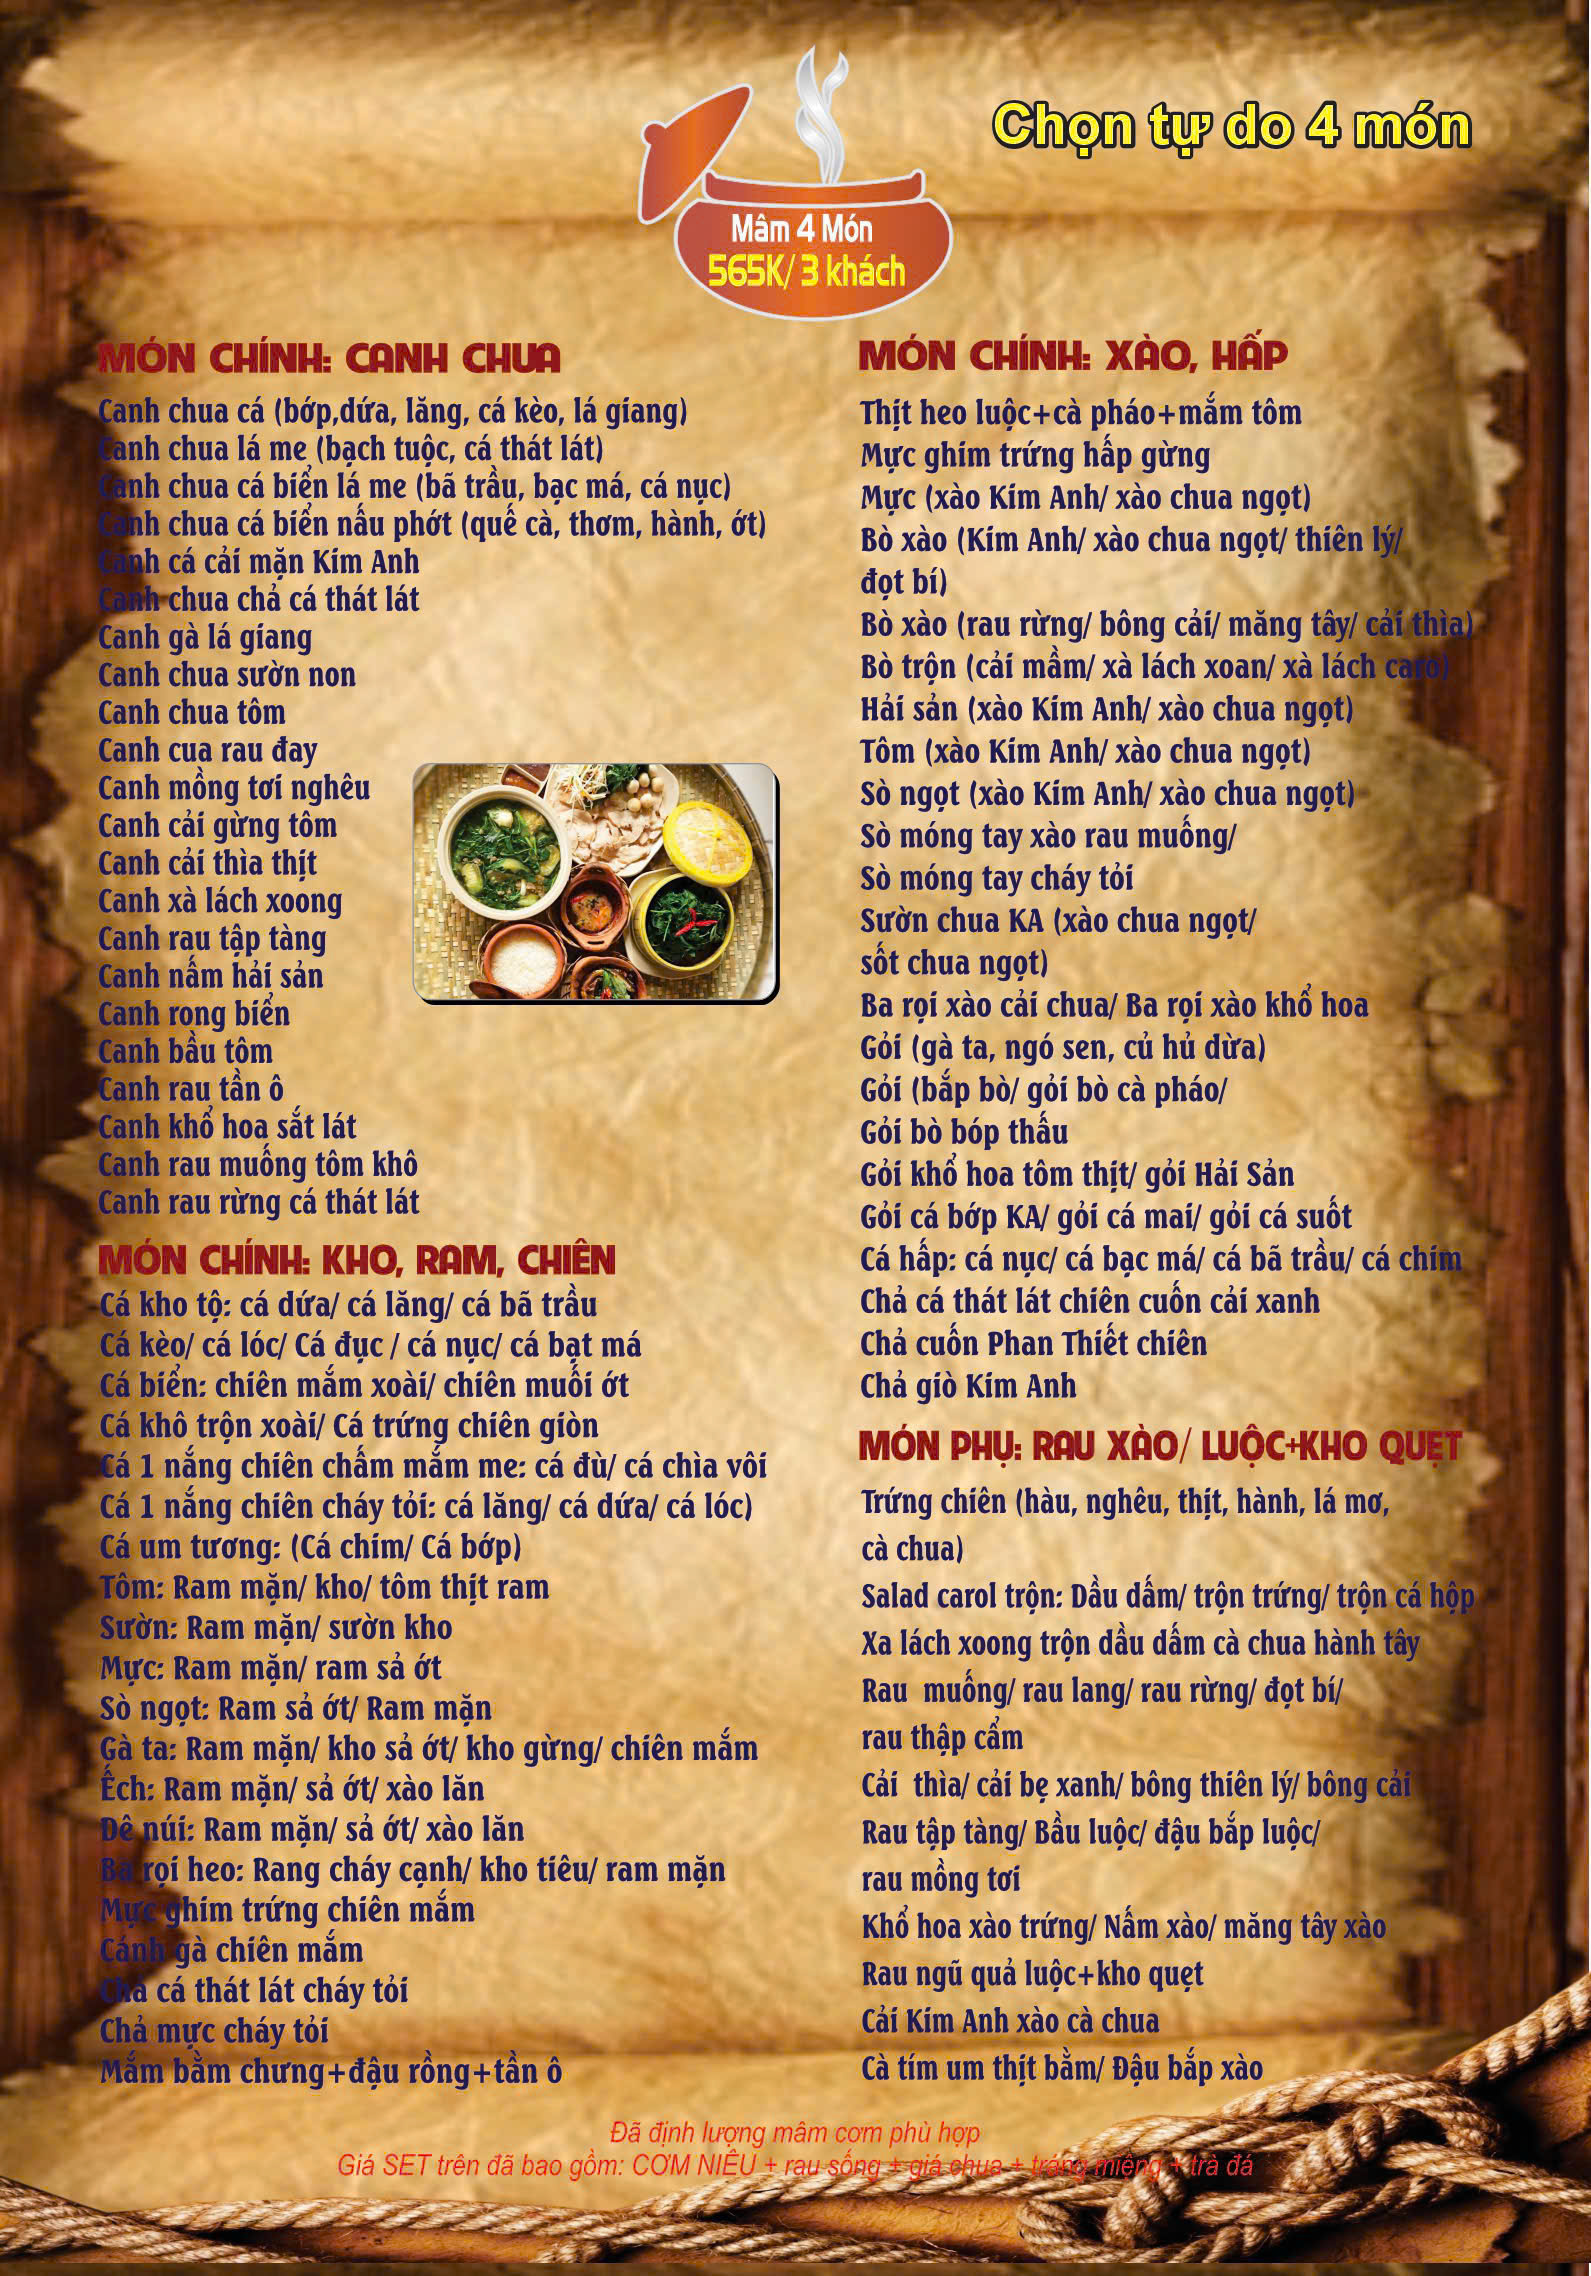 Chọn tự do 4 món
Mâm 4 Món
565K/ 3 khách
MÓN CHÍNH: CANH CHUA
Canh chua cá (bớp,dứa, lăng, cá kèo, lá giang)
Canh chua lá me (bạch tuộc, cá thát lát)
Canh chua cá biển lá me (bã trầu, bạc má, cá nục)
Canh chua cá biển nấu phớt (quế cà, thơm, hành, ớt)
Canh cá cải mặn Kim Anh
Canh chua chả cá thát lát
Canh gà lá giang
Canh chua sườn non
Canh chua tôm
Canh cua rau đay
Canh mồng tơi nghêu
Canh cải gừng tôm
Canh cải thìa thịt
Canh xà lách xoong
Canh rau tập tàng
Canh nấm hải sản
Canh rong biển
Canh bầu tôm
Canh rau tần ô
Canh khổ hoa sắt lát
Canh rau muống tôm khô
Canh rau rừng cá thát lát
MÓN CHÍNH: KHO, RAM, CHIÊN
Cá kho tộ: cá dứa/ cá lăng/ cá bã trầu
Cá kèo/ cá lóc/ Cá đục / cá nục/ cá bạt má
Cá biển: chiên mắm xoài/ chiên muối ớt
Cá khô trộn xoài/ Cá trứng chiên giòn
Cá 1 nắng chiên chấm mắm me: cá đù/ cá chìa vôi
Cá 1 nắng chiên cháy tỏi: cá lăng/ cá dứa/ cá lóc)
Cá um tương: (Cá chim/ Cá bớp)
Tôm: Ram mặn/ kho/ tôm thịt ram
Sườn: Ram mặn/ sườn kho
Mực: Ram mặn/ ram sả ớt
Sò ngọt: Ram sả ớt/ Ram mặn
Gà ta: Ram mặn/ kho sả ớt/ kho gừng/ chiên mắm
Ếch: Ram mặn/ sả ớt/ xào lăn
Dê núi: Ram mặn/ sả ớt/ xào lăn
Ba rọi heo: Rang cháy cạnh/ kho tiêu/ ram mặn
Mực ghim trứng chiên mắm
Cánh gà chiên mắm
Chả cá thát lát cháy tỏi
Chả mực cháy tỏi
Mắm bằm chưng+đậu rồng+tần ô
MÓN CHÍNH: XÀO, HẤP
Thịt heo luộc+cà pháo+mắm tôm
Mực ghim trứng hấp gừng
Mực (xào Kim Anh/ xào chua ngọt)
Bò xào (Kim Anh/ xào chua ngọt/ thiên lý/
đọt bí)
Bò xào (rau rừng/ bông cải/ măng tây/ cải thìa)
Bò trộn (cải mầm/ xà lách xoan/ xà lách caro)
Hải sản (xào Kim Anh/ xào chua ngọt)
Tôm (xào Kim Anh/ xào chua ngọt)
Sò ngọt (xào Kim Anh/ xào chua ngọt)
Sò móng tay xào rau muống/
Sò móng tay cháy tỏi
Sườn chua KA (xào chua ngọt/
sốt chua ngọt)
Ba rọi xào cải chua/ Ba rọi xào khổ hoa
Gỏi (gà ta, ngó sen, củ hủ dừa)
Gỏi (bắp bò/ gỏi bò cà pháo/
Gỏi bò bóp thấu
Gỏi khổ hoa tôm thịt/ gỏi Hải Sản
Gỏi cá bớp KA/ gỏi cá mai/ gỏi cá suốt
Cá hấp: cá nục/ cá bạc má/ cá bã trầu/ cá chim
Chả cá thát lát chiên cuốn cải xanh
Chả cuốn Phan Thiết chiên
Chả giò Kim Anh
MÓN PHỤ: RAU XÀO/ LUỘC+KHO QUẸT
Trứng chiên (hàu, nghêu, thịt, hành, lá mơ,
cà chua)
Salad carol trộn: Dầu dấm/ trộn trứng/ trộn cá hộp
Xa lách xoong trộn dầu dấm cà chua hành tây
Rau muống/ rau lang/ rau rừng/ đọt bí/
rau thập cẩm
Cải thìa/ cải bẹ xanh/ bông thiên lý/ bông cải
Rau tập tàng/ Bầu luộc/ đậu bắp luộc/
rau mồng tơi
Khổ hoa xào trứng/ Nấm xào/ măng tây xào
Rau ngũ quả luộc+kho quẹt
Cải Kim Anh xào cà chua
Cà tím um thịt bằm/ Đậu bắp xào
Đã định lượng mâm cơm phù hợp
Giá SET trên đã bao gồm: CƠM NIÊU + rau sống + giá chua + tráng miệng + trà đá